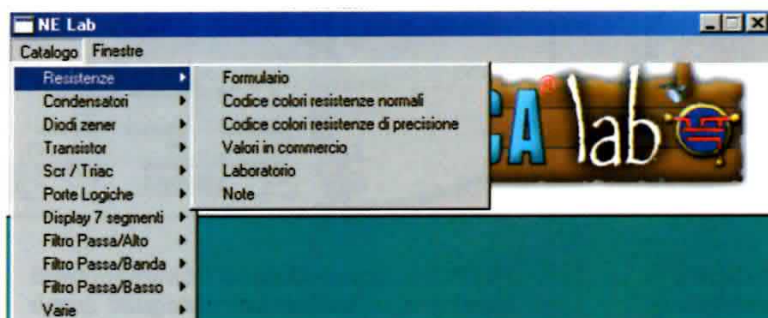 NE Lab
Catalogo Finestre
Resistenze
Condensatori
Diodi zener
Transistor
Scr / Triac
Porte Logiche
Display 7 segmenti
Filtro Passa/Alto
Filtro Passa/Banda
Filtro Passa/Basso
Varie
Formulario
Codice colori resistenze normali
Codice colori resistenze di precisione
Valori in commercio
Laboratorio
Note
CA lab